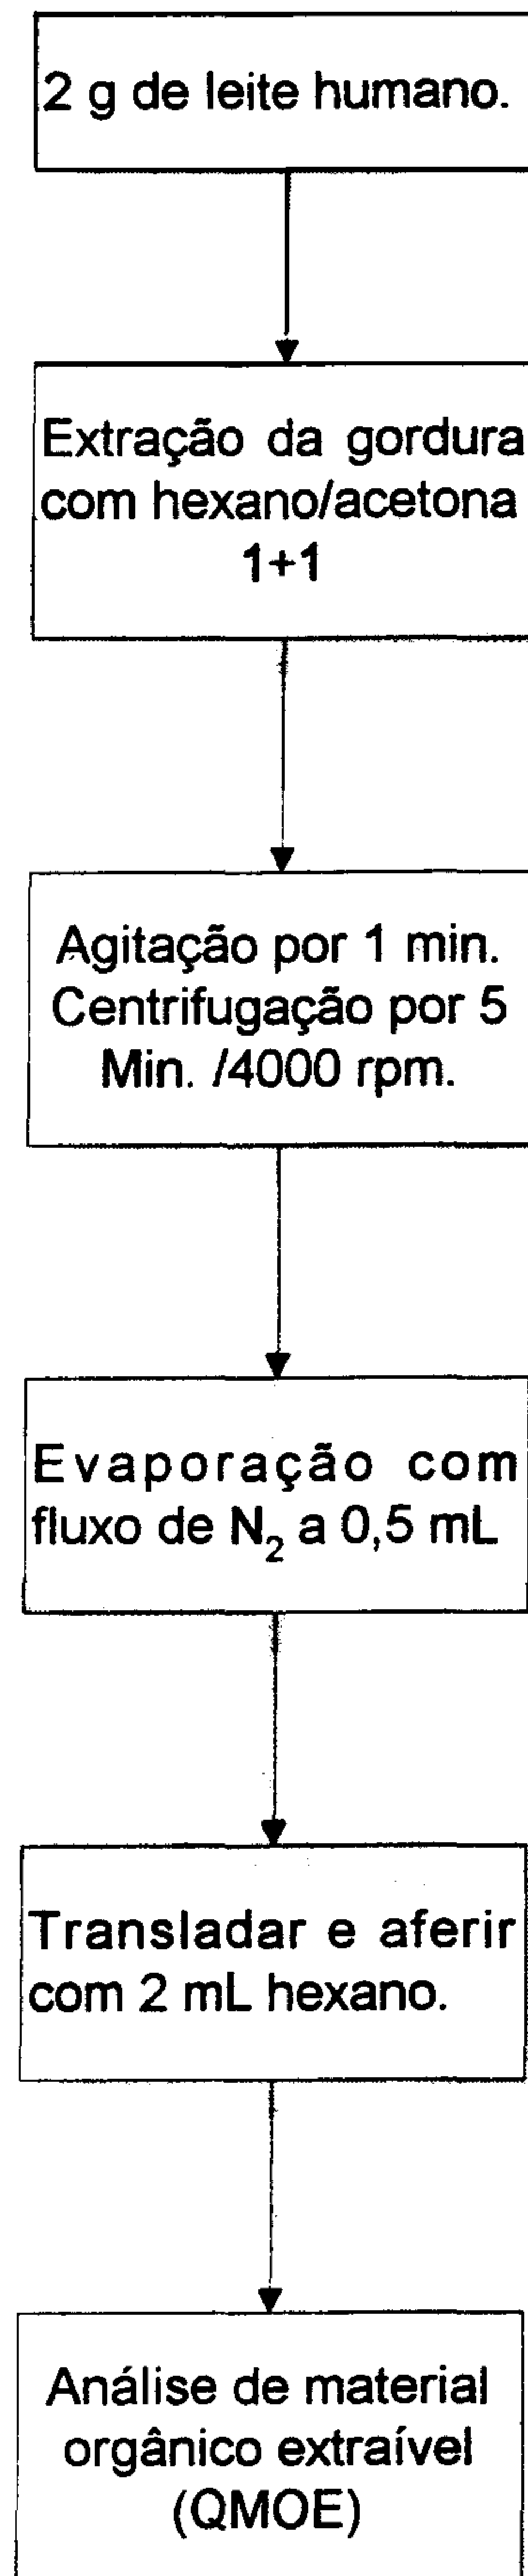 2 g de leite humano.
Extração da gordura
com hexano/acetona
1+1
Agitação por 1 min.
Centrifugação por 5
Min. /4000 rpm.
Evaporação com
fluxo de N₂ a 0,5 mL
Transladar e aferir
com 2 mL hexano.
Análise de material
orgânico extraível
(QMOE)